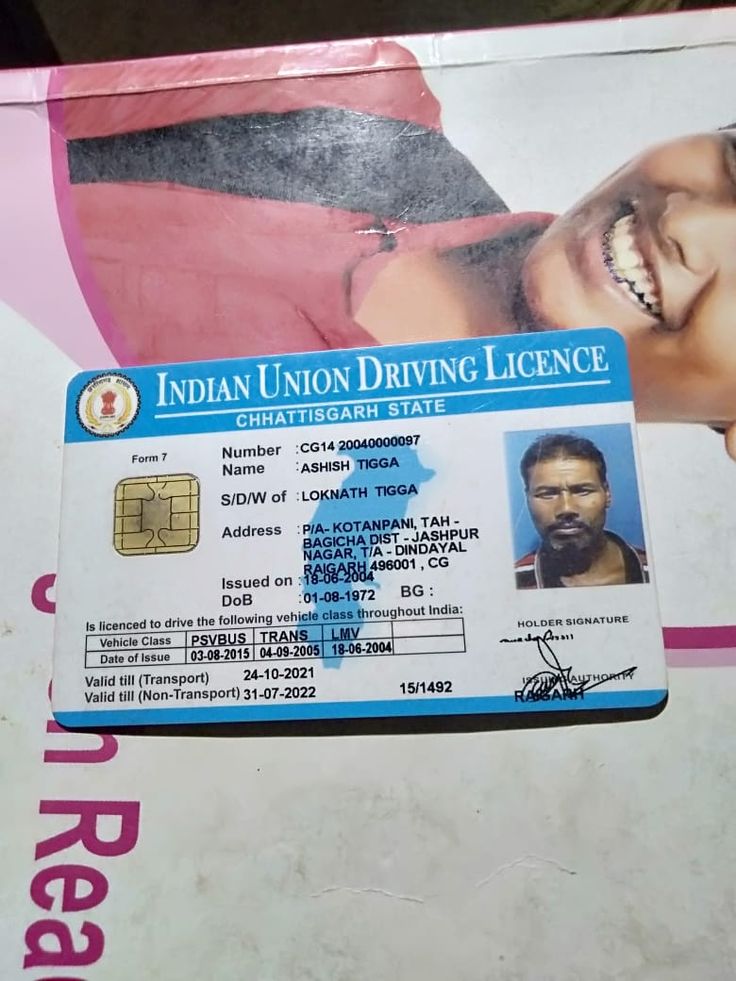 INDIAN UNION DRIVING LICENCE
CHHATTISGARH STATE
Form 7
Number : CG14 20040000097
Name : ASHISH TIGGA
S/D/W of : LOKNATH TIGGA
Address : P/A- KOTANPANI, TAH -
BAGICHA DIST - JASHPUR
NAGAR, T/A - DINDAYAL
RAIGARH 496001 , CG
Issued on : 18-06-2004
DoB : 01-08-1972 BG :
Is licenced to drive the following vehicle class throughout India:
Vehicle Class PSVBUS TRANS LMV
Date of Issue 03-08-2015 04-09-2005 18-06-2004
Valid till (Transport) 24-10-2021
Valid till (Non-Transport) 31-07-2022 15/1492
HOLDER SIGNATURE
ISSUING AUTHORITY
RAIGARH